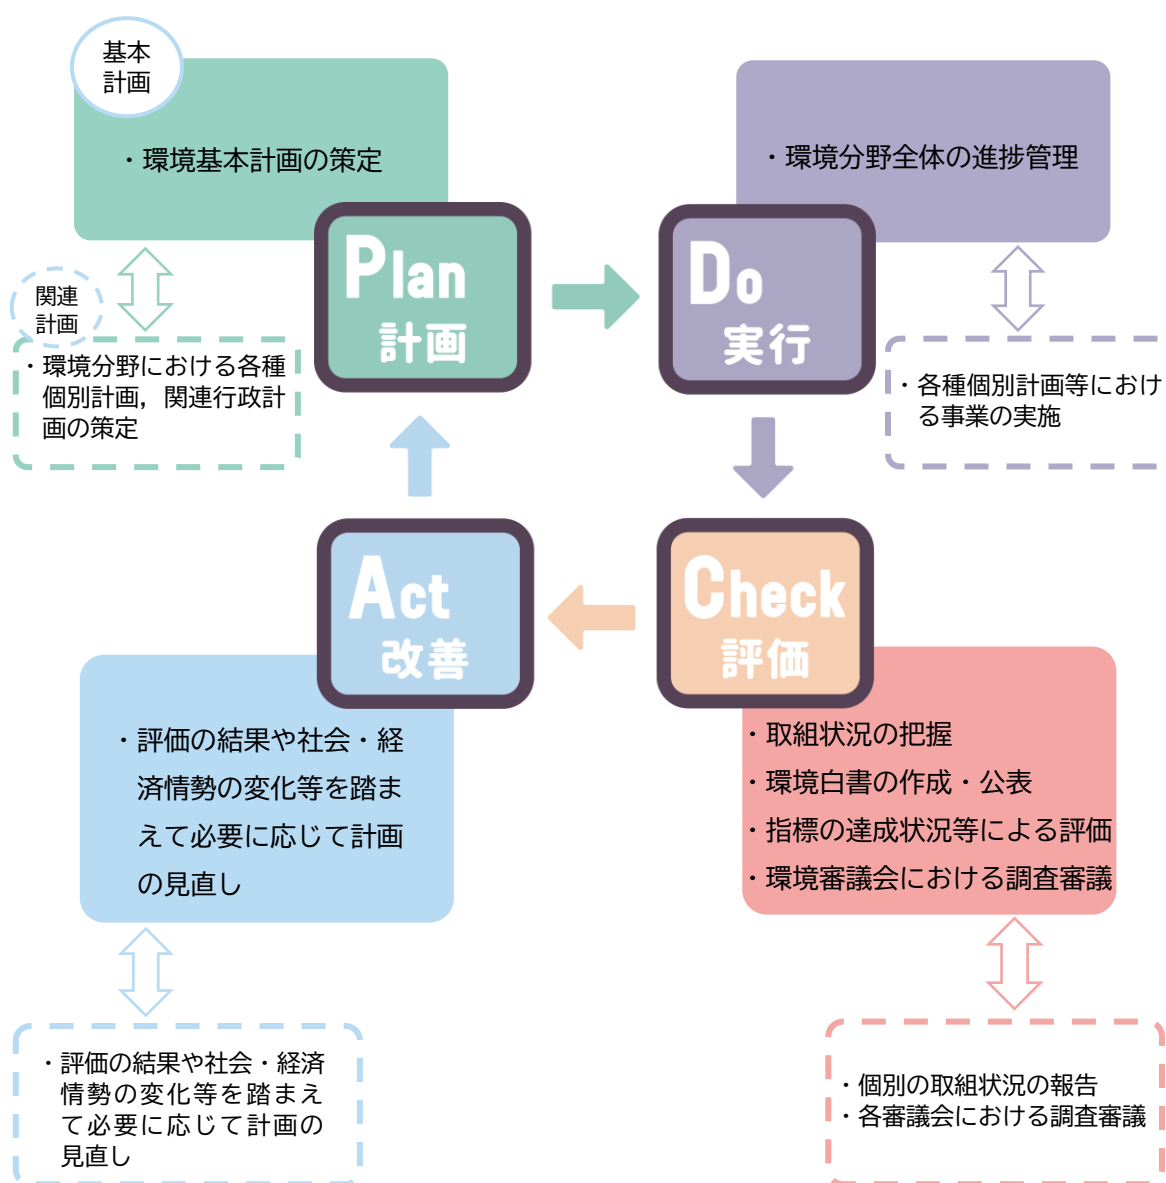 基本
計画
・環境基本計画の策定
・環境分野全体の進捗管理
Plan
計画
Do
実行
関連
計画
・環境分野における各種
個別計画，関連行政計
画の策定
・各種個別計画等におけ
る事業の実施
Act
改善
Check
評価
・評価の結果や社会・経
済情勢の変化等を踏ま
えて必要に応じて計画
の見直し
・取組状況の把握
・環境白書の作成・公表
・指標の達成状況等による評価
・環境審議会における調査審議
・評価の結果や社会・経済
情勢の変化等を踏まえ
て必要に応じて計画の
見直し
・個別の取組状況の報告
・各審議会における調査審議